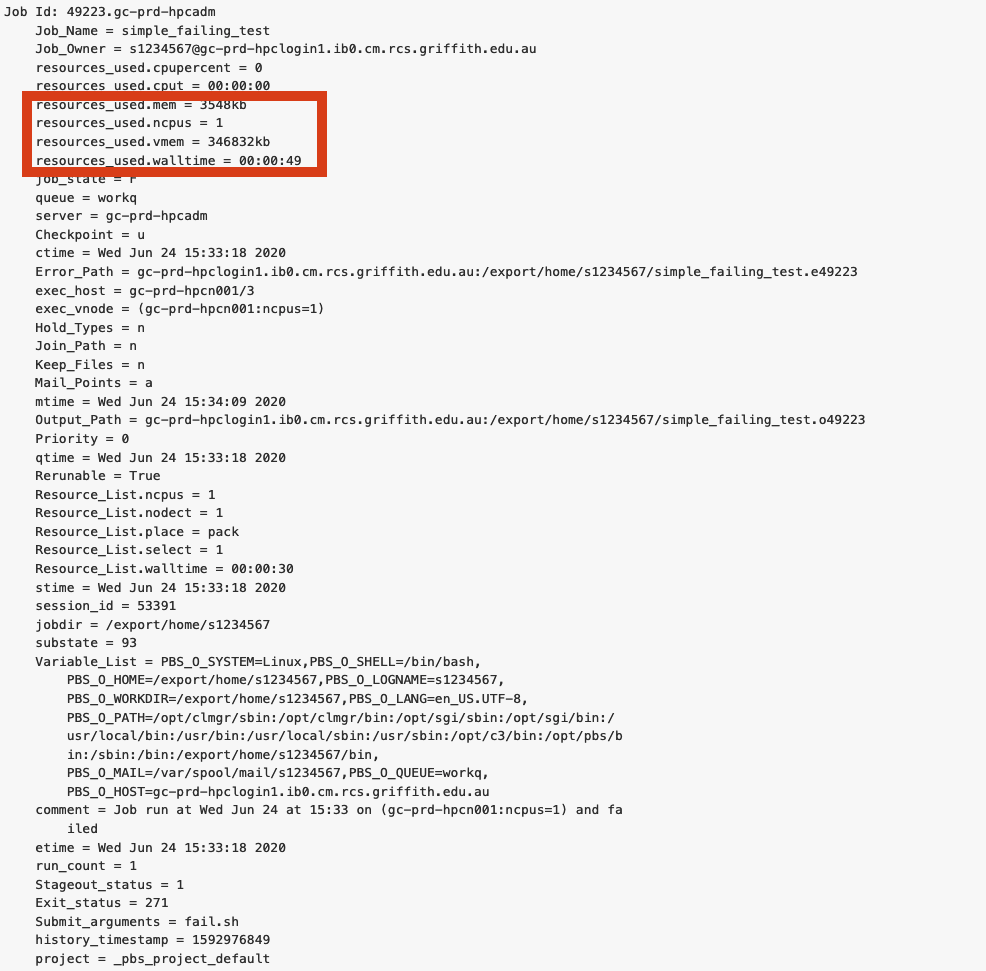 Job Id: 49223.gc-prd-hpcadm
Job_Name = simple_failing_test
Job_Owner = s1234567@gc-prd-hpclogin1.ib0.cm.rcs.griffith.edu.au
resources_used.cpupercent = 0
resources_used.cput = 00:00:00
resources_used.mem = 3548kb
resources_used.ncpus = 1
resources_used.vmem = 346832kb
resources_used.walltime = 00:00:49
job_state = F
queue = workq
server = gc-prd-hpcadm
Checkpoint = u
ctime = Wed Jun 24 15:33:18 2020
Error_Path = gc-prd-hpclogin1.ib0.cm.rcs.griffith.edu.au:/export/home/s1234567/simple_failing_test.e49223
exec_host = gc-prd-hpcn001/3
exec_vnode = (gc-prd-hpcn001:ncpus=1)
Hold_Types = n
Join_Path = n
Keep_Files = n
Mail_Points = a
mtime = Wed Jun 24 15:34:09 2020
Output_Path = gc-prd-hpclogin1.ib0.cm.rcs.griffith.edu.au:/export/home/s1234567/simple_failing_test.o49223
Priority = 0
qtime = Wed Jun 24 15:33:18 2020
Rerunable = True
Resource_List.ncpus = 1
Resource_List.nodect = 1
Resource_List.place = pack
Resource_List.select = 1
Resource_List.walltime = 00:00:30
stime = Wed Jun 24 15:33:18 2020
session_id = 53391
jobdir = /export/home/s1234567
substate = 93
Variable_List = PBS_O_SYSTEM=Linux,PBS_O_SHELL=/bin/bash,
PBS_O_HOME=/export/home/s1234567,PBS_O_LOGNAME=s1234567,
PBS_O_WORKDIR=/export/home/s1234567,PBS_O_LANG=en_US.UTF-8,
PBS_O_PATH=/opt/clmgr/sbin:/opt/clmgr/bin:/opt/sgi/sbin:/opt/sgi/bin:/
usr/local/bin:/usr/bin:/usr/local/sbin:/usr/sbin:/opt/c3/bin:/opt/pbs/b
in:/sbin:/bin:/export/home/s1234567/bin,
PBS_O_MAIL=/var/spool/mail/s1234567,PBS_O_QUEUE=workq,
PBS_O_HOST=gc-prd-hpclogin1.ib0.cm.rcs.griffith.edu.au
comment = Job run at Wed Jun 24 at 15:33 on (gc-prd-hpcn001:ncpus=1) and fa
iled
etime = Wed Jun 24 15:33:18 2020
run_count = 1
Stageout_status = 1
Exit_status = 271
Submit_arguments = fail.sh
history_timestamp = 1592976849
project = _pbs_project_default